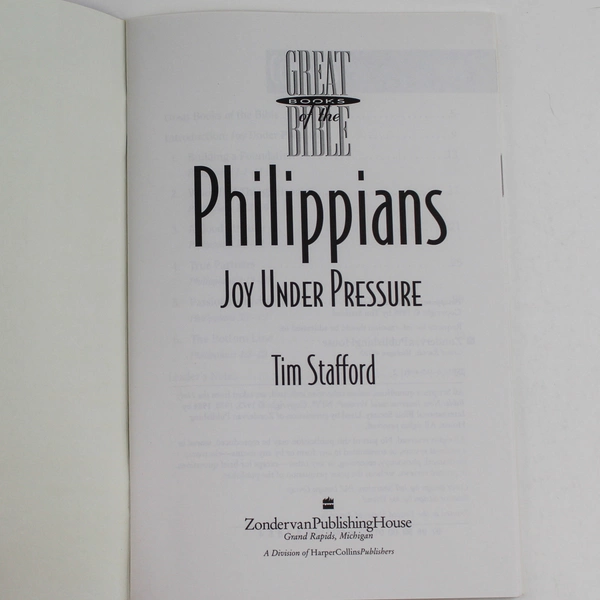 GREAT
BOOKS
of the
BIBLE
Philippians
JOY UNDER PRESSURE
Tim Stafford
ZondervanPublishingHouse
Grand Rapids, Michigan
A Division of HarperCollinsPublishers